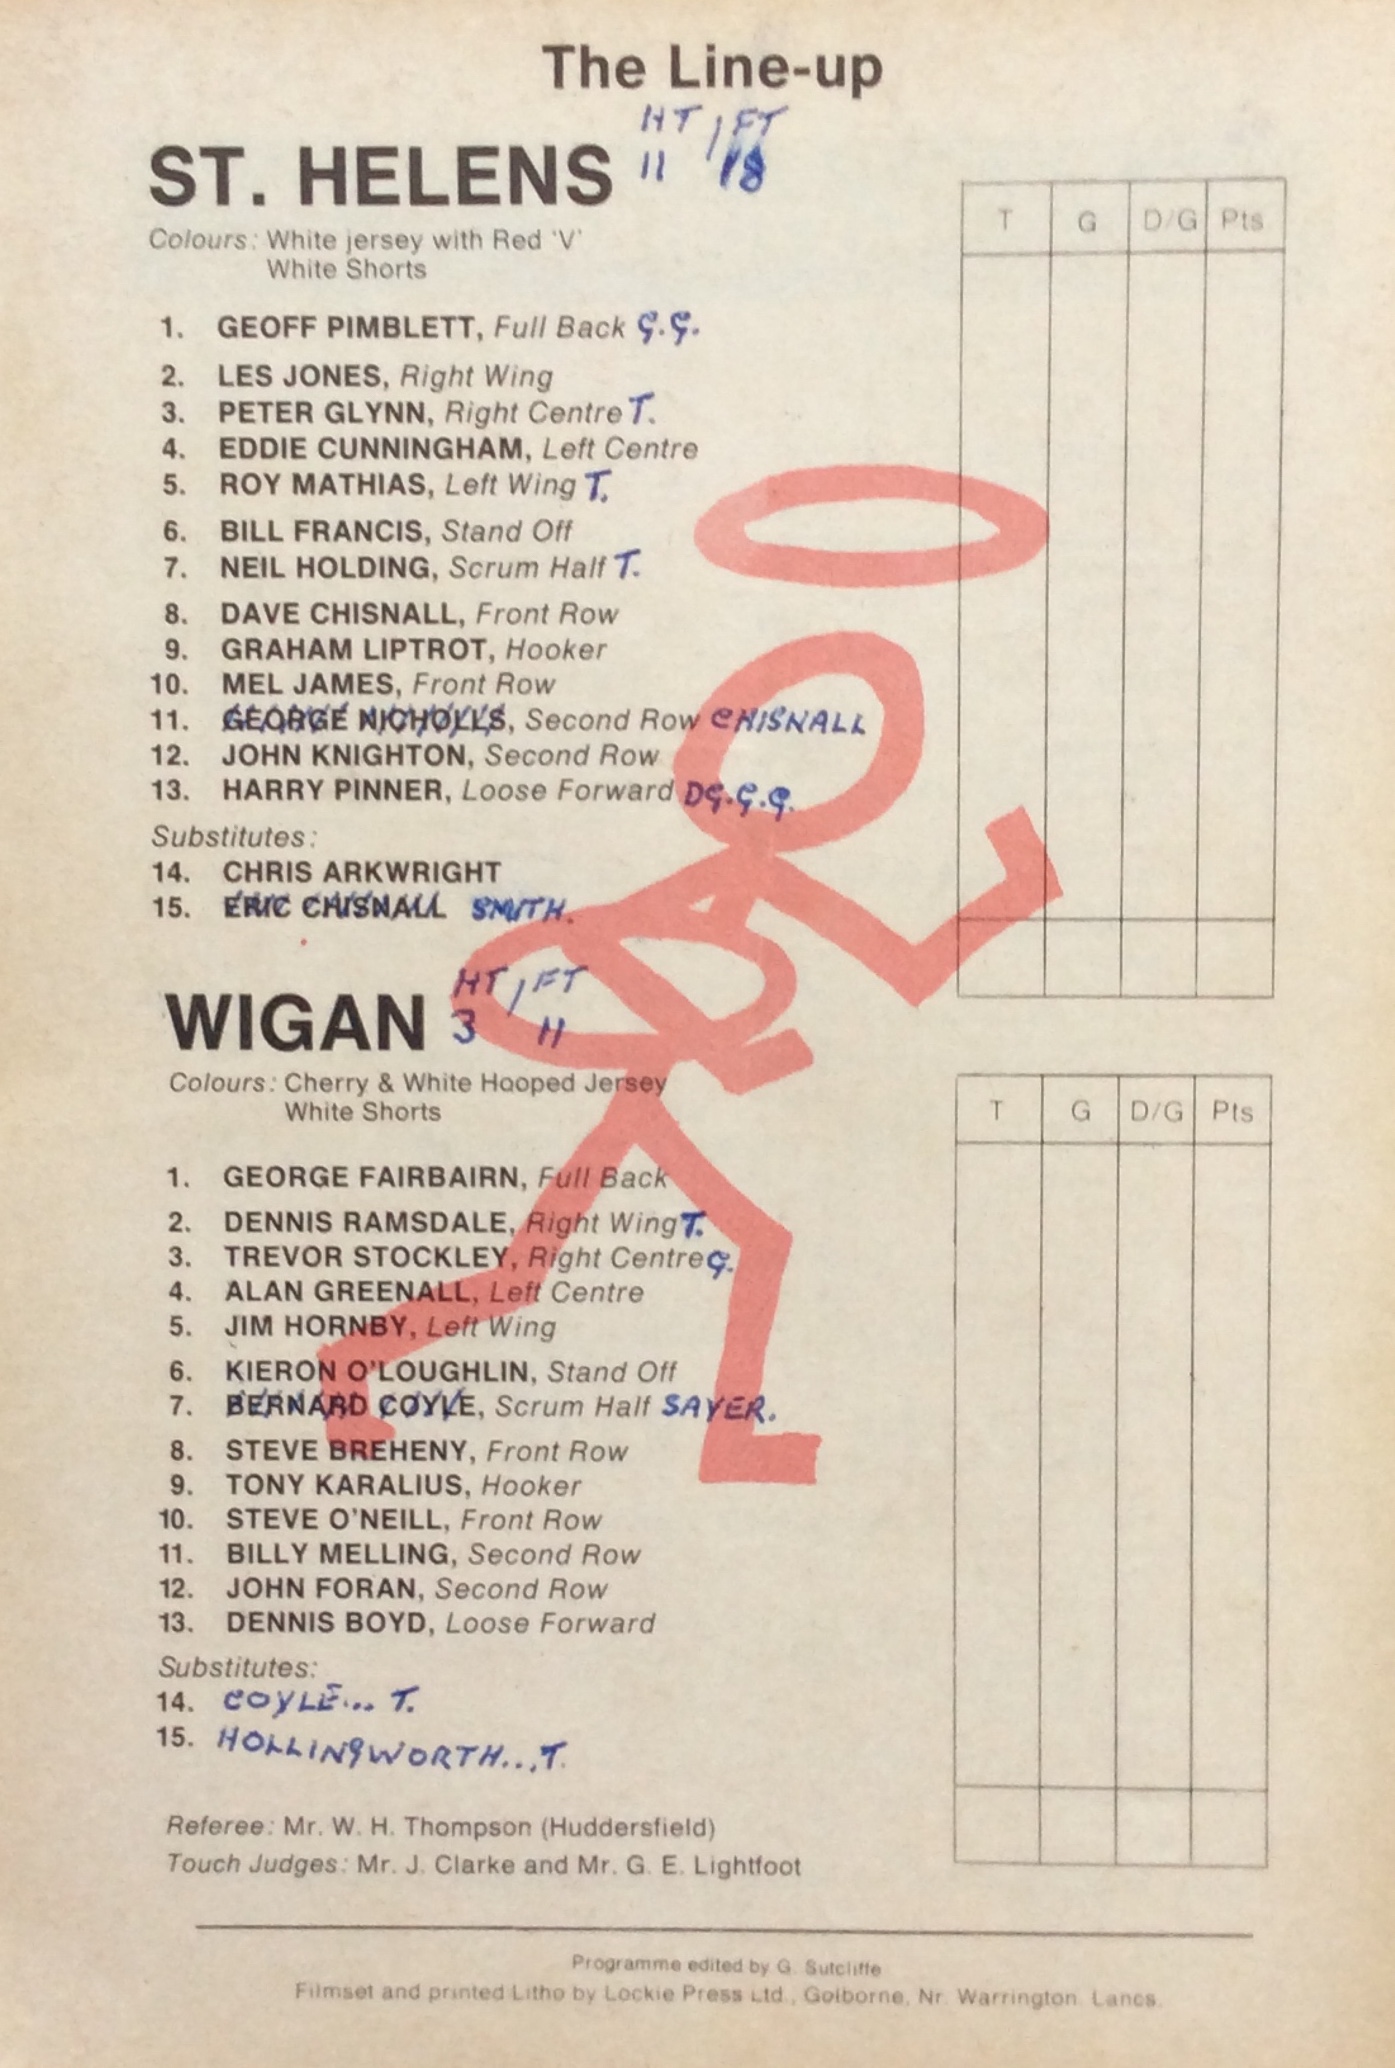 The Line-up
HT / FT
ST. HELENS 11 18
Colours: White jersey with Red 'V'
White Shorts
T G D/G Pts
1. GEOFF PIMBLETT, Full Back G.G.
2. LES JONES, Right Wing
3. PETER GLYNN, Right Centre T.
4. EDDIE CUNNINGHAM, Left Centre
5. ROY MATHIAS, Left Wing T.
6. BILL FRANCIS, Stand Off
7. NEIL HOLDING, Scrum Half T.
8. DAVE CHISNALL, Front Row
9. GRAHAM LIPTROT, Hooker
10. MEL JAMES, Front Row
11. GEORGE NICHOLLS, Second Row CHISNALL
12. JOHN KNIGHTON, Second Row
13. HARRY PINNER, Loose Forward DG.G.G.
Substitutes:
14. CHRIS ARKWRIGHT
15. ERIC CHISNALL SMITH.
HT / FT
WIGAN 3 11
Colours: Cherry & White Hooped Jersey
White Shorts
T G D/G Pts
1. GEORGE FAIRBAIRN, Full Back
2. DENNIS RAMSDALE, Right Wing T.
3. TREVOR STOCKLEY, Right Centre G.
4. ALAN GREENALL, Left Centre
5. JIM HORNBY, Left Wing
6. KIERON O'LOUGHLIN, Stand Off
7. BERNARD COYLE, Scrum Half SAYER.
8. STEVE BREHENY, Front Row
9. TONY KARALIUS, Hooker
10. STEVE O'NEILL, Front Row
11. BILLY MELLING, Second Row
12. JOHN FORAN, Second Row
13. DENNIS BOYD, Loose Forward
Substitutes:
14. COYLE... T.
15. HOLLINGWORTH... T.
Referee: Mr. W. H. Thompson (Huddersfield)
Touch Judges: Mr. J. Clarke and Mr. G. E. Lightfoot
Programme edited by G. Sutcliffe
Filmset and printed Litho by Lockie Press Ltd., Golborne, Nr. Warrington. Lancs.